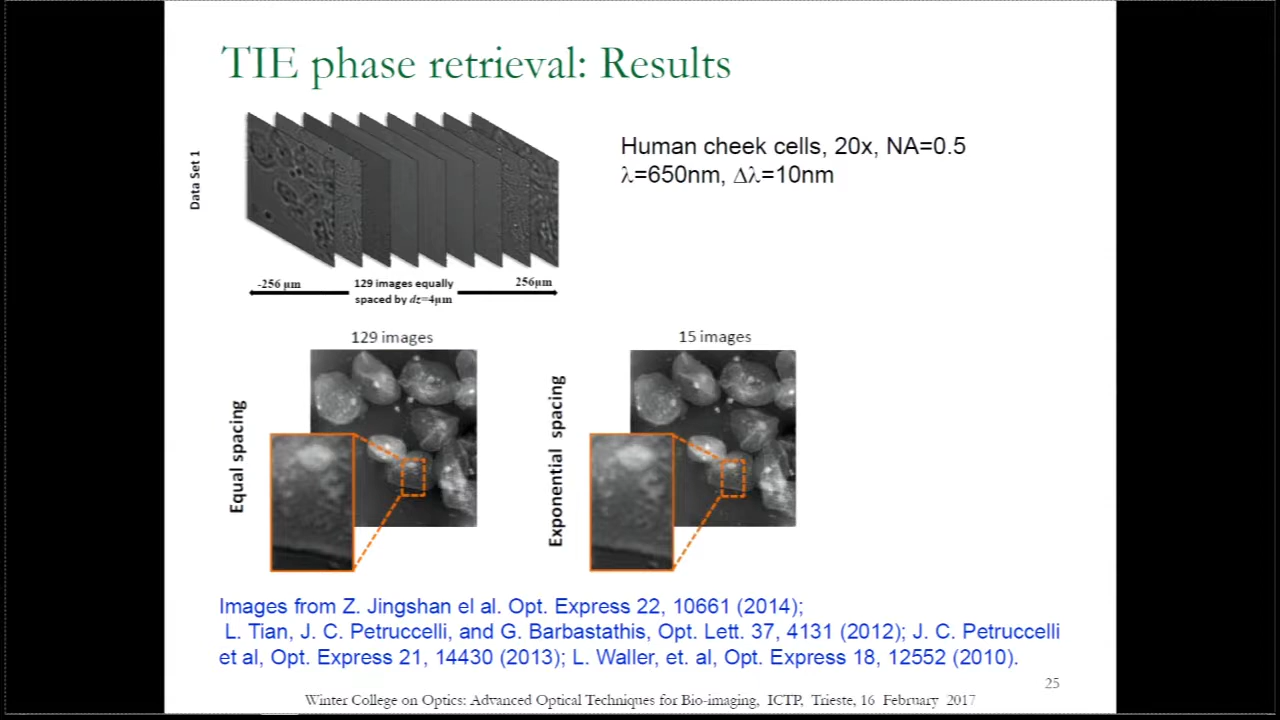 TIE phase retrieval: Results
Data Set 1
Human cheek cells, 20x, NA=0.5
λ=650nm, Δλ=10nm
-256 µm
129 images equally
spaced by dz=4µm
256µm
129 images
15 images
Equal spacing
Exponential spacing
Images from Z. Jingshan el al. Opt. Express 22, 10661 (2014);
L. Tian, J. C. Petruccelli, and G. Barbastathis, Opt. Lett. 37, 4131 (2012); J. C. Petruccelli
et al, Opt. Express 21, 14430 (2013); L. Waller, et. al, Opt. Express 18, 12552 (2010).
25
Winter College on Optics: Advanced Optical Techniques for Bio-imaging, ICTP, Trieste, 16 February 2017